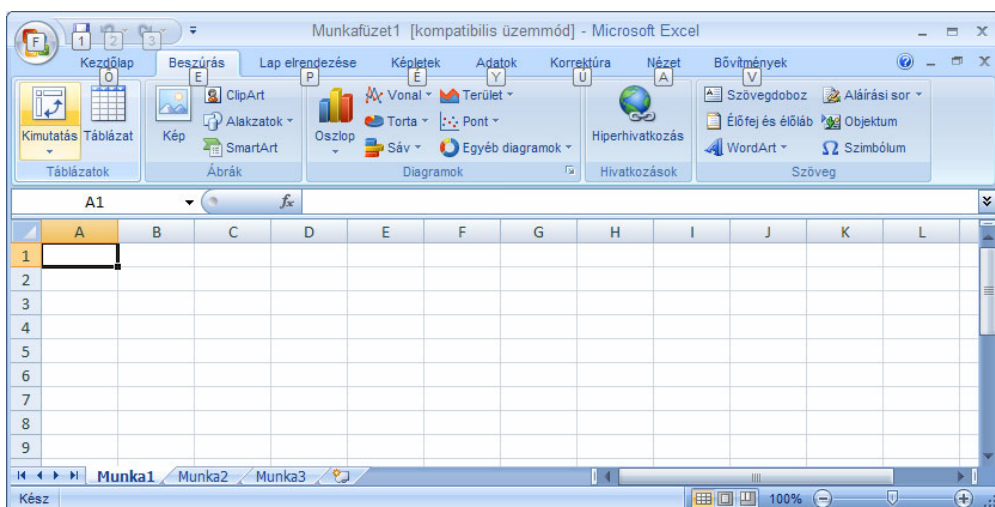 Munkafüzet1 [kompatibilis üzemmód] - Microsoft Excel
F 1 2 3
Kezdőlap Beszúrás Lap elrendezése Képletek Adatok Korrektúra Nézet Bővítmények
Ö E P É Y U A V
Kimutatás Táblázat
Táblázatok
Kép
ClipArt
Alakzatok
SmartArt
Ábrák
Oszlop
Vonal Terület
Torta Pont
Sáv Egyéb diagramok
Diagramok
Hiperhivatkozás
Hivatkozások
Szövegdoboz Aláírási sor
Élőfej és élőláb Objektum
WordArt Szimbólum
Szöveg
A1 fx
A B C D E F G H I J K L
1
2
3
4
5
6
7
8
9
Munka1 Munka2 Munka3
Kész 100%